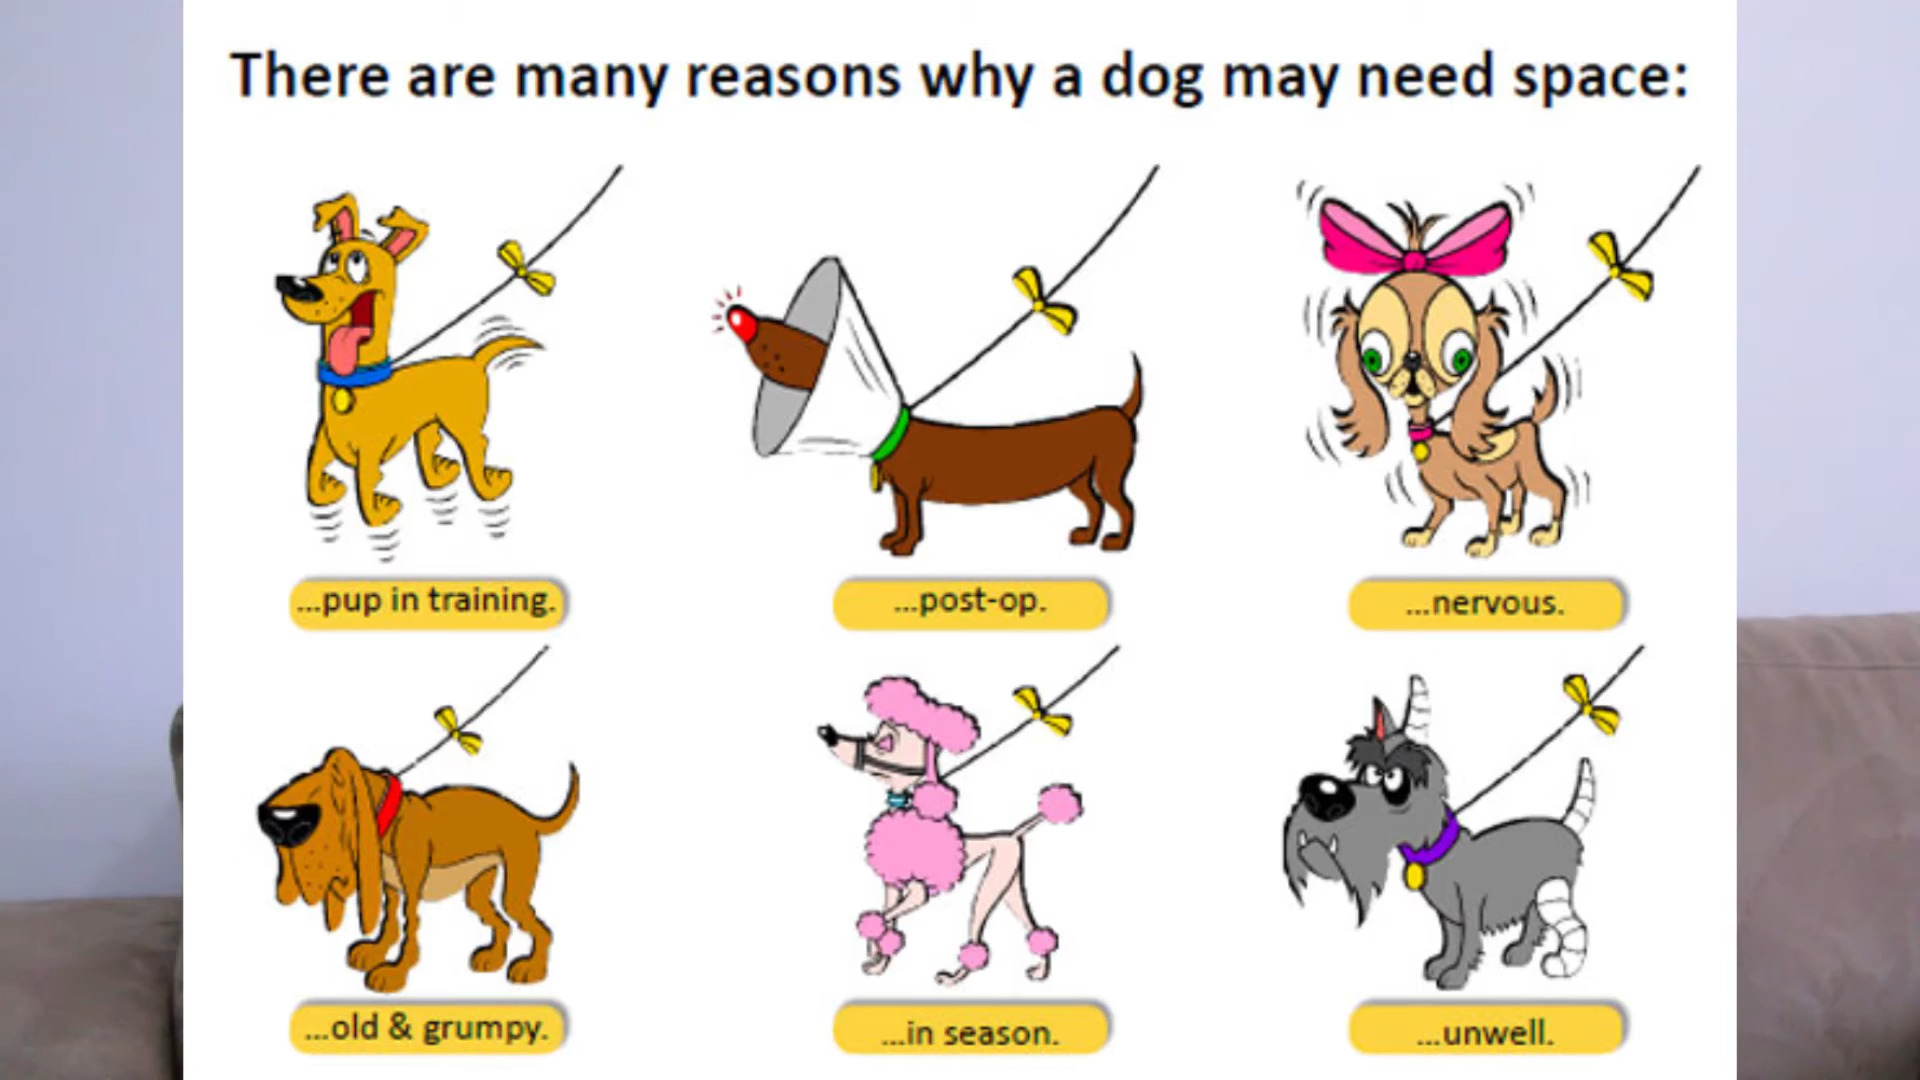 There are many reasons why a dog may need space:
...pup in training.
...post-op.
...nervous.
...old & grumpy.
...in season.
...unwell.